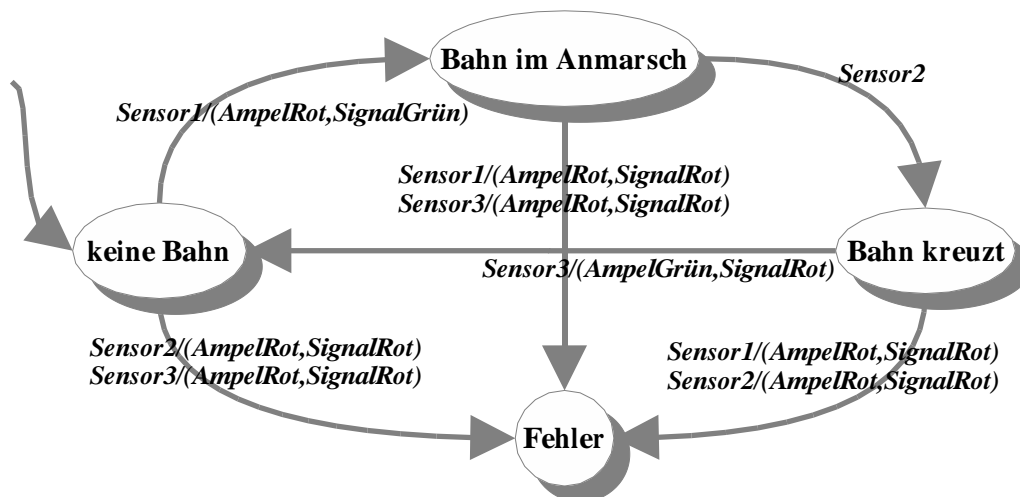 Bahn im Anmarsch
Sensor2
Sensor1/(AmpelRot,SignalGrün)
Sensor1/(AmpelRot,SignalRot)
Sensor3/(AmpelRot,SignalRot)
keine Bahn
Bahn kreuzt
Sensor3/(AmpelGrün,SignalRot)
Sensor2/(AmpelRot,SignalRot)
Sensor3/(AmpelRot,SignalRot)
Sensor1/(AmpelRot,SignalRot)
Sensor2/(AmpelRot,SignalRot)
Fehler